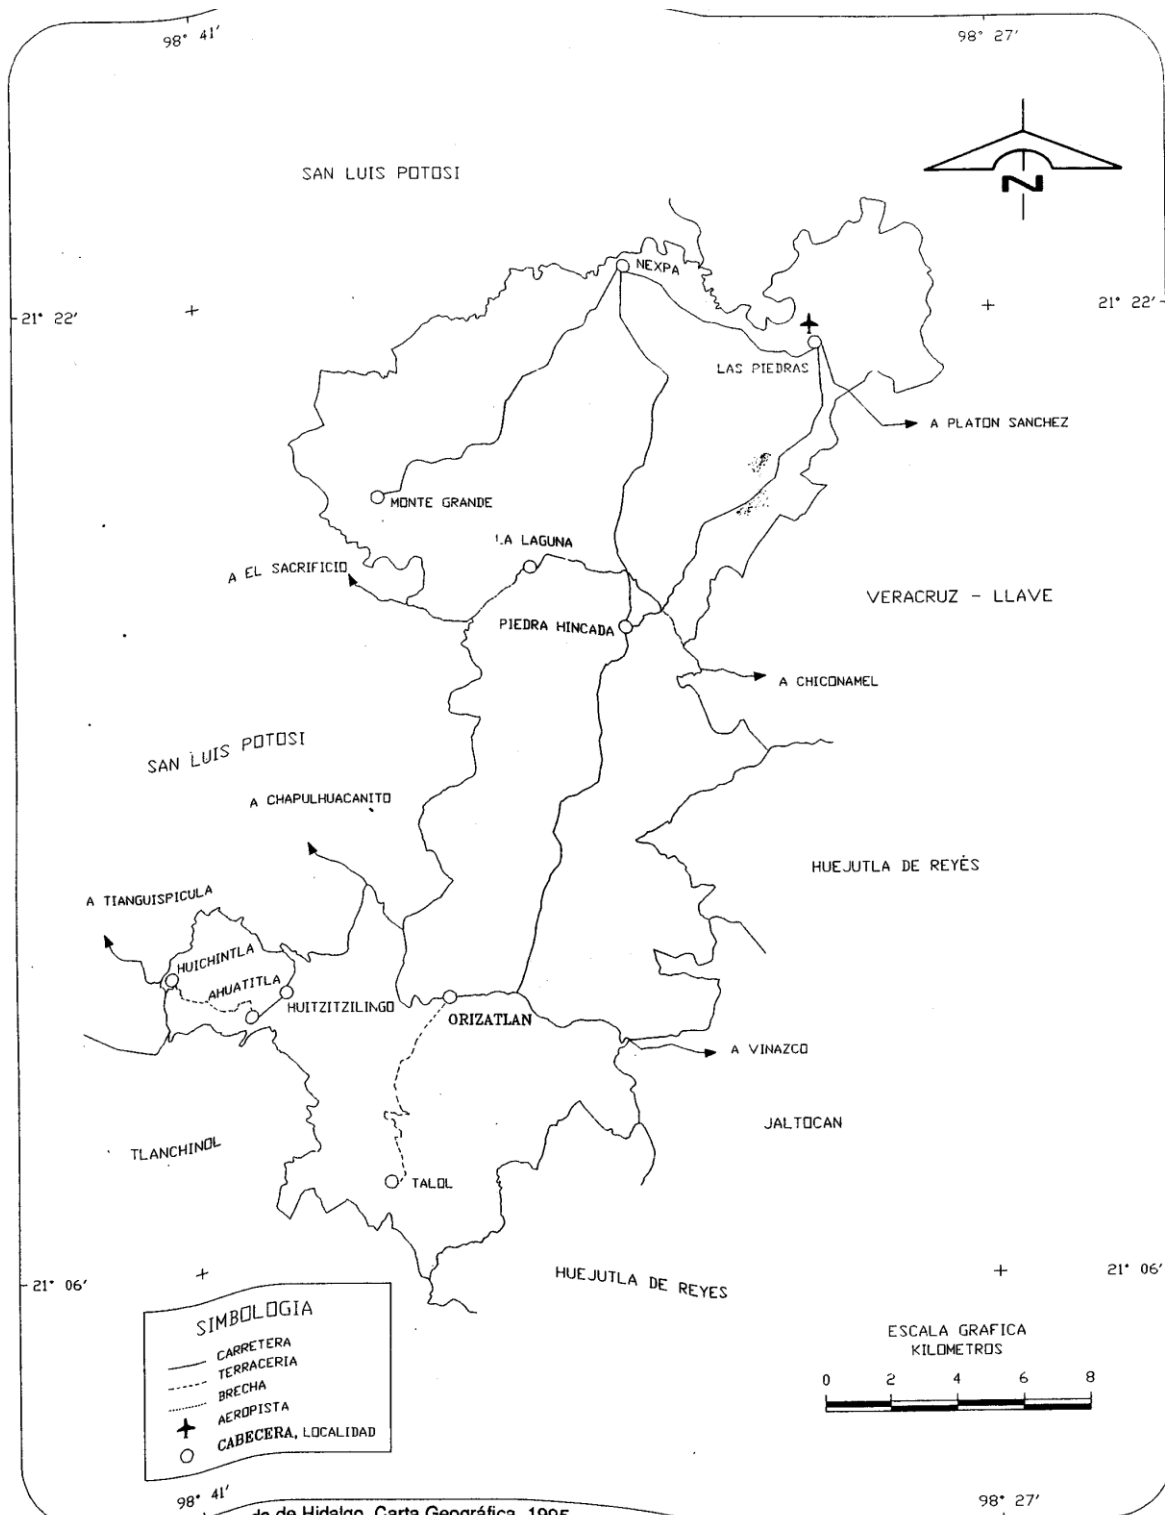 98° 41′
98° 27′
SAN LUIS POTOSI
N
NEXPA
21° 22′
21° 22′
LAS PIEDRAS
A PLATON SANCHEZ
MONTE GRANDE
LA LAGUNA
A EL SACRIFICIO
VERACRUZ - LLAVE
PIEDRA HINCADA
A CHICONAMEL
SAN LUIS POTOSI
A CHAPULHUACANITO
HUEJUTLA DE REYES
A TIANGUISPICULA
HUICHINTLA
AHUATITLA
HUITZITZILINGO
ORIZATLAN
A VINAZCO
JALTOCAN
TLANCHINOL
TALOL
21° 06′
HUEJUTLA DE REYES
21° 06′
SIMBOLOGIA
CARRETERA
TERRACERIA
BRECHA
AEROPISTA
CABECERA, LOCALIDAD
ESCALA GRAFICA
KILOMETROS
0 2 4 6 8
98° 41′
98° 27′
de Hidalgo, Carta Geográfica, 1995